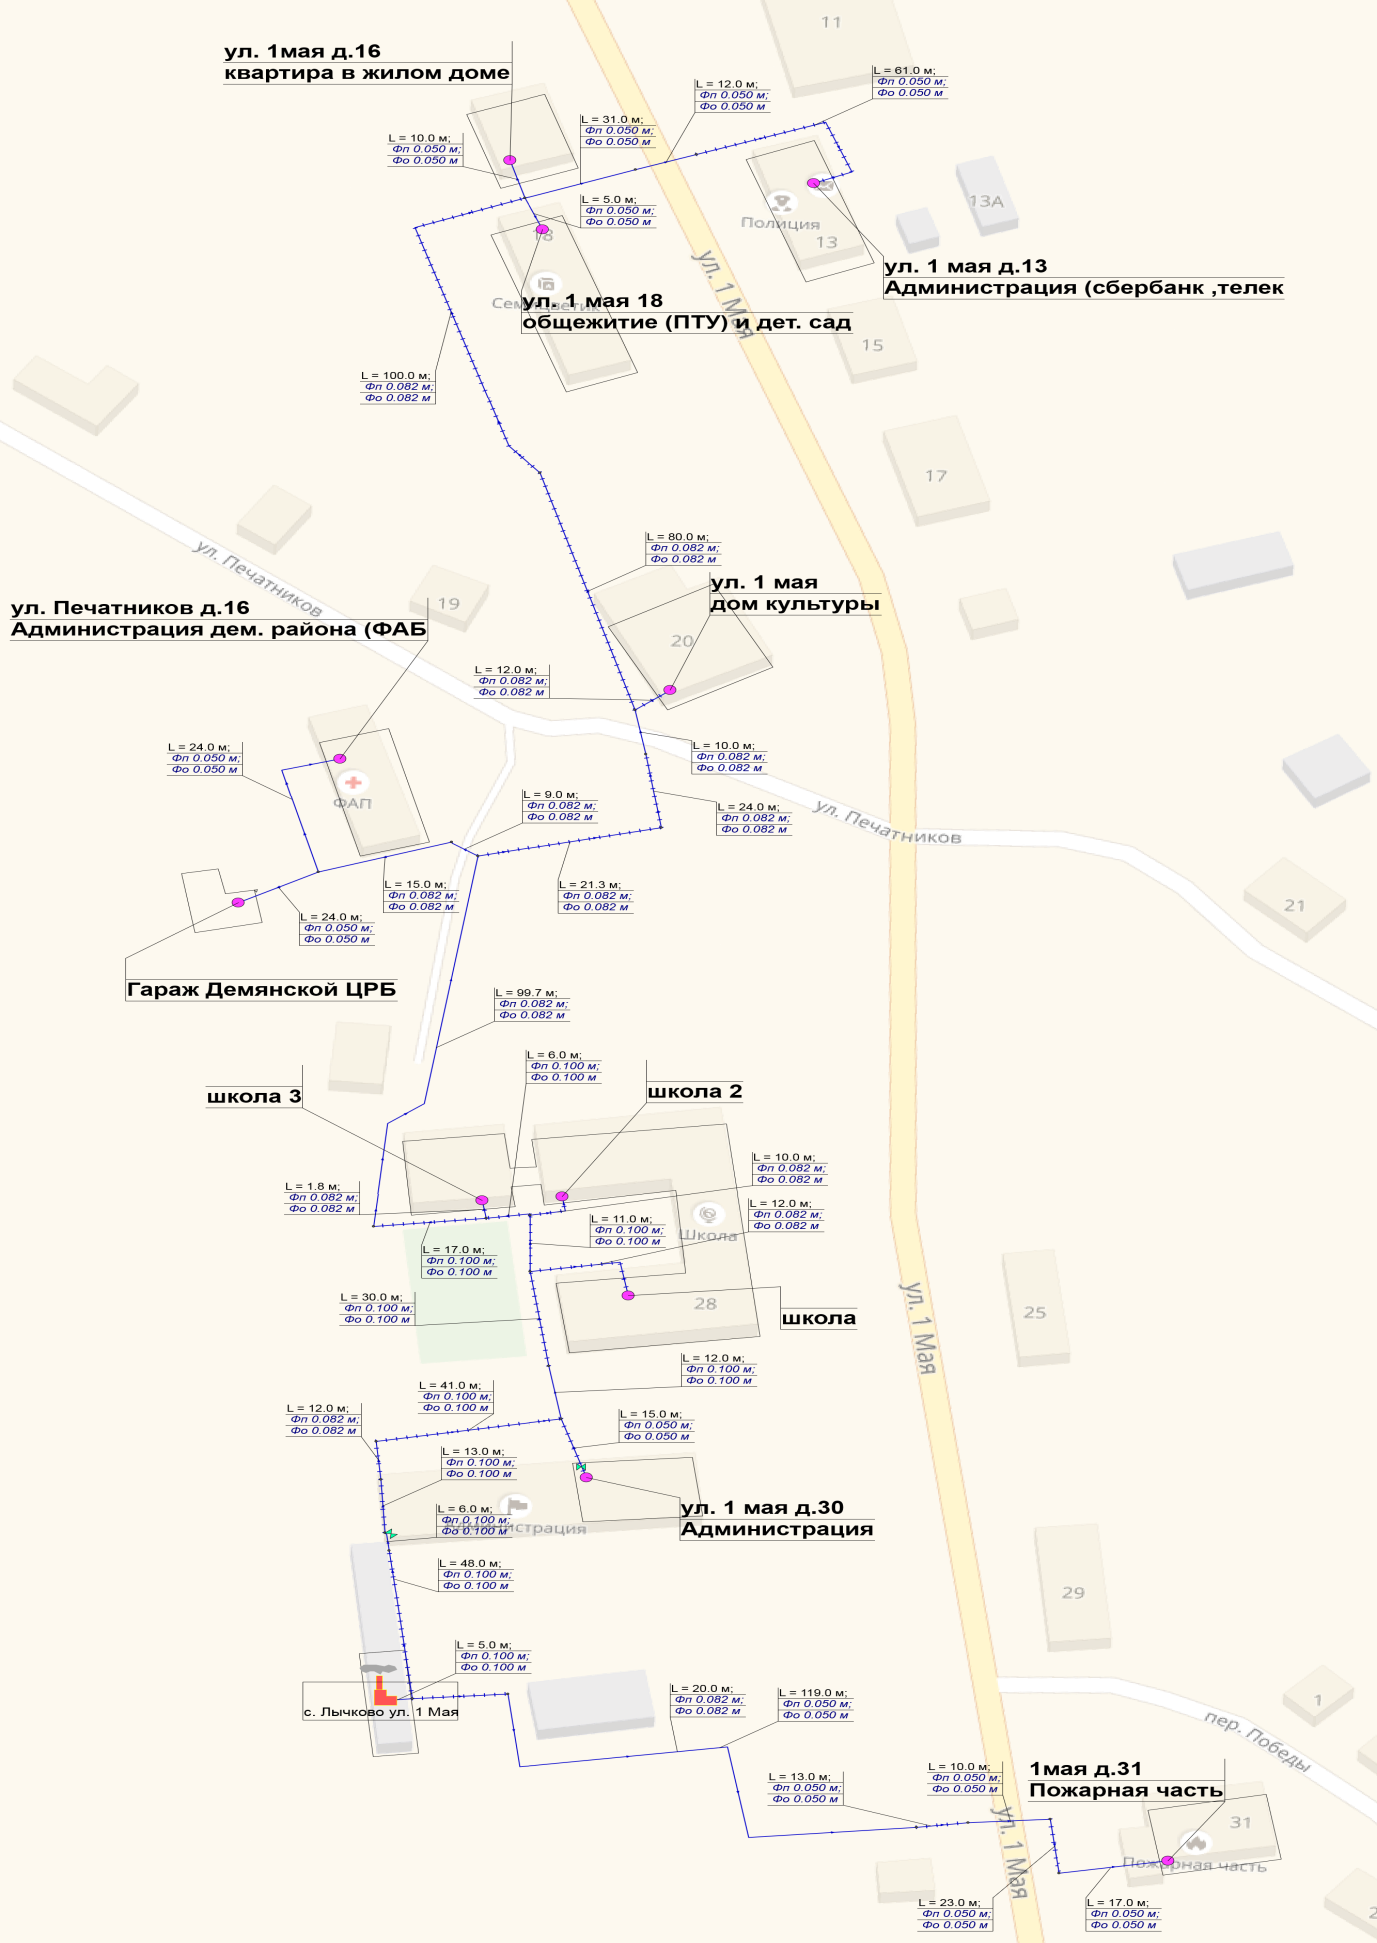 11
ул. 1мая д.16
квартира в жилом доме
L = 61.0 м;
Фп 0.050 м;
Фо 0.050 м
L = 12.0 м;
Фп 0.050 м;
Фо 0.050 м
L = 31.0 м;
Фп 0.050 м;
Фо 0.050 м
L = 10.0 м;
Фп 0.050 м;
Фо 0.050 м
L = 5.0 м;
Фп 0.050 м;
Фо 0.050 м
13А
Полиция
13
18
ул. 1 Мая
ул. 1 мая д.13
Администрация (сбербанк ,телек
Семицветик
ул. 1 мая 18
общежитие (ПТУ) и дет. сад
15
L = 100.0 м;
Фп 0.082 м;
Фо 0.082 м
17
ул. Печатников
L = 80.0 м;
Фп 0.082 м;
Фо 0.082 м
ул. 1 мая
дом культуры
19
ул. Печатников д.16
Администрация дем. района (ФАБ
20
L = 12.0 м;
Фп 0.082 м;
Фо 0.082 м
L = 24.0 м;
Фп 0.050 м;
Фо 0.050 м
L = 10.0 м;
Фп 0.082 м;
Фо 0.082 м
ФАП
L = 9.0 м;
Фп 0.082 м;
Фо 0.082 м
L = 24.0 м;
Фп 0.082 м;
Фо 0.082 м
ул. Печатников
L = 15.0 м;
Фп 0.082 м;
Фо 0.082 м
L = 21.3 м;
Фп 0.082 м;
Фо 0.082 м
21
L = 24.0 м;
Фп 0.050 м;
Фо 0.050 м
Гараж Демянской ЦРБ
L = 99.7 м;
Фп 0.082 м;
Фо 0.082 м
L = 6.0 м;
Фп 0.100 м;
Фо 0.100 м
школа 3
школа 2
L = 10.0 м;
Фп 0.082 м;
Фо 0.082 м
L = 1.8 м;
Фп 0.082 м;
Фо 0.082 м
L = 12.0 м;
Фп 0.082 м;
Фо 0.082 м
L = 11.0 м;
Фп 0.100 м;
Фо 0.100 м
Школа
L = 17.0 м;
Фп 0.100 м;
Фо 0.100 м
L = 30.0 м;
Фп 0.100 м;
Фо 0.100 м
28
школа
25
ул. 1 Мая
L = 12.0 м;
Фп 0.100 м;
Фо 0.100 м
L = 41.0 м;
Фп 0.100 м;
Фо 0.100 м
L = 12.0 м;
Фп 0.082 м;
Фо 0.082 м
L = 15.0 м;
Фп 0.050 м;
Фо 0.050 м
L = 13.0 м;
Фп 0.100 м;
Фо 0.100 м
L = 6.0 м;
Фп 0.100 м;
Фо 0.100 м
Администрация
ул. 1 мая д.30
Администрация
L = 48.0 м;
Фп 0.100 м;
Фо 0.100 м
29
L = 5.0 м;
Фп 0.100 м;
Фо 0.100 м
с. Лычково ул. 1 Мая
L = 20.0 м;
Фп 0.082 м;
Фо 0.082 м
L = 119.0 м;
Фп 0.050 м;
Фо 0.050 м
1
пер. Победы
L = 13.0 м;
Фп 0.050 м;
Фо 0.050 м
L = 10.0 м;
Фп 0.050 м;
Фо 0.050 м
1мая д.31
Пожарная часть
31
ул. 1 Мая
Пожарная часть
L = 23.0 м;
Фп 0.050 м;
Фо 0.050 м
L = 17.0 м;
Фп 0.050 м;
Фо 0.050 м